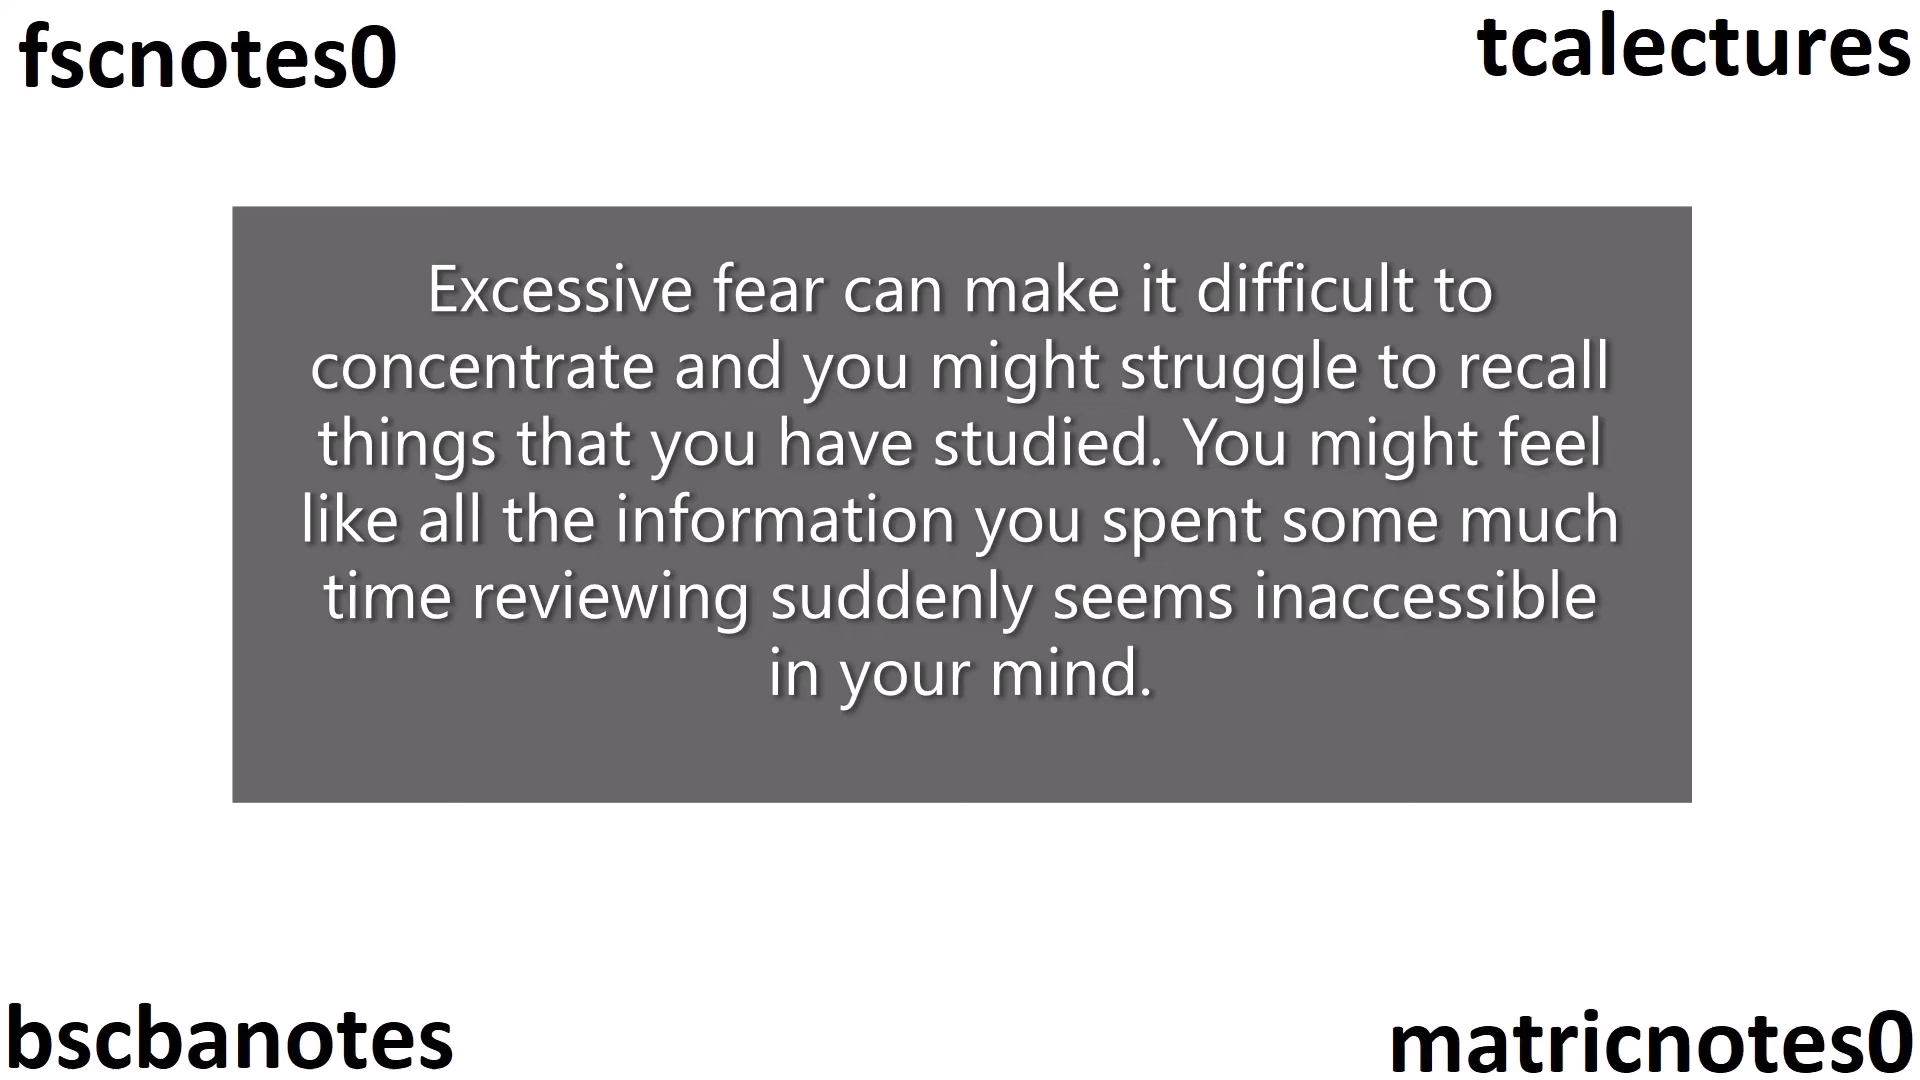 fscnotes0
tcalectures
Excessive fear can make it difficult to
concentrate and you might struggle to recall
things that you have studied. You might feel
like all the information you spent some much
time reviewing suddenly seems inaccessible
in your mind.
bscbanotes
matricnotes0